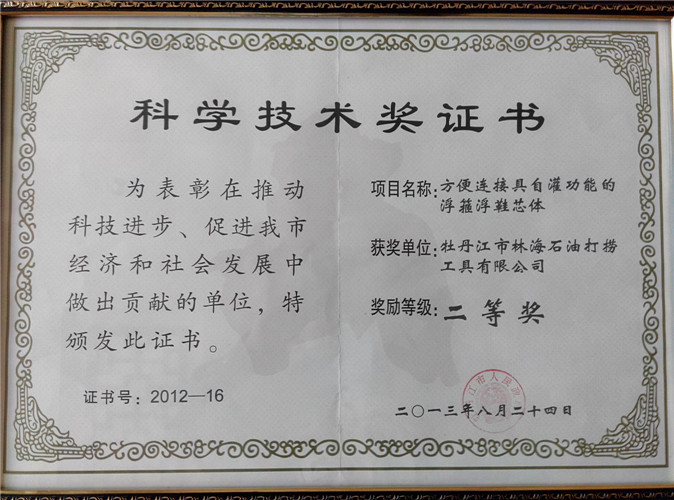 科学技术奖证书
为表彰在推动
科技进步、促进我市
经济和社会发展中
做出贡献的单位，特
颁发此证书。
证书号：2012—16
项目名称：方便连接具自灌功能的
浮箍浮鞋芯体
获奖单位：牡丹江市林海石油打捞
工具有限公司
奖励等级：二等奖
江市人民政
二〇一三年八月二十四日